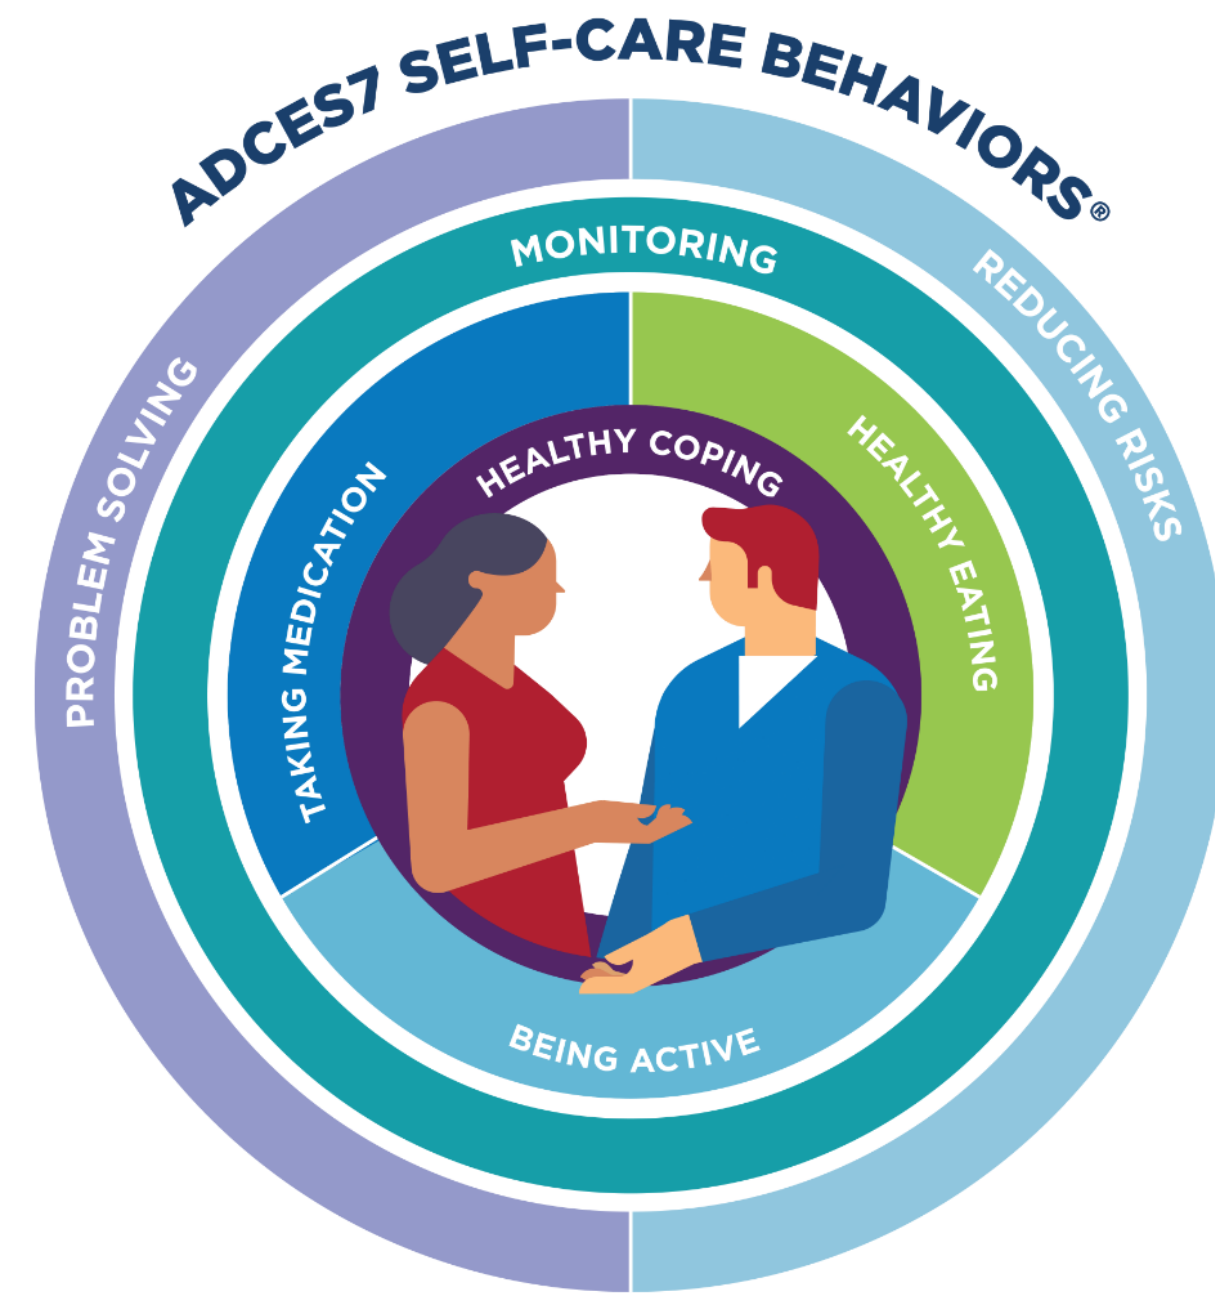 ADCES7 SELF-CARE BEHAVIORS®
PROBLEM SOLVING
REDUCING RISKS
MONITORING
TAKING MEDICATION
HEALTHY EATING
HEALTHY COPING
BEING ACTIVE